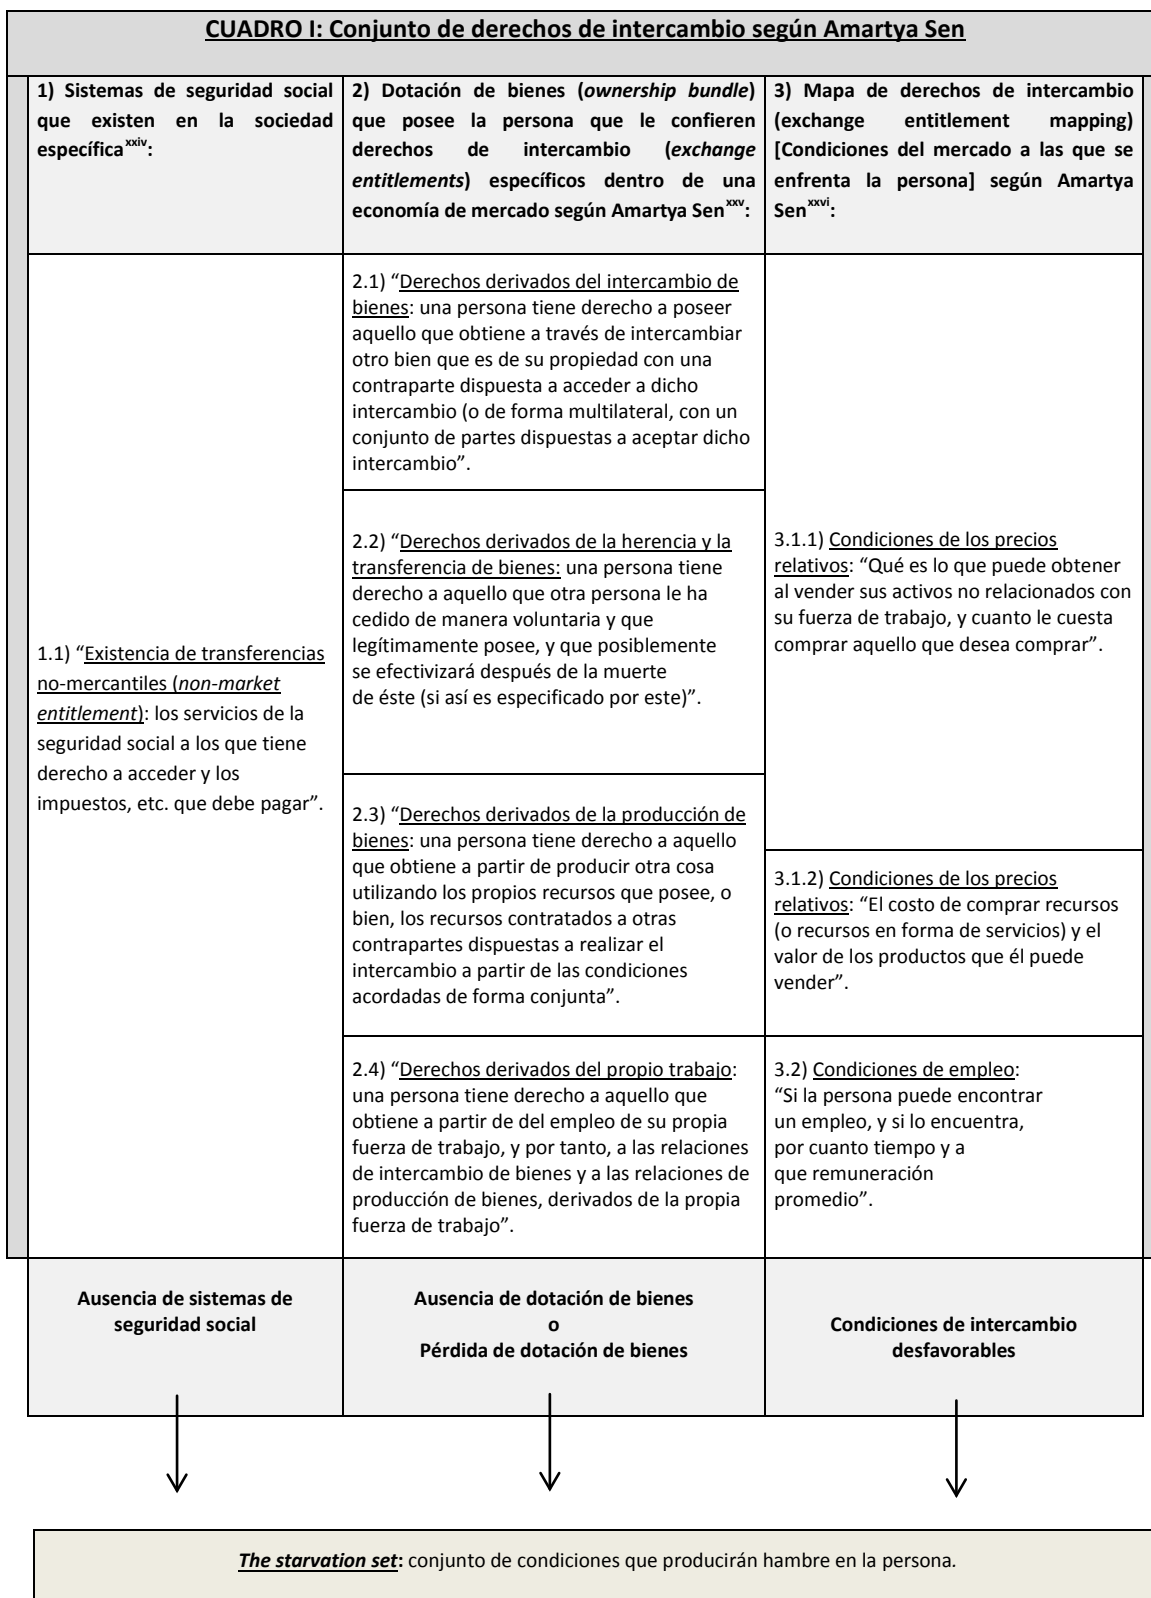 CUADRO I: Conjunto de derechos de intercambio según Amartya Sen
1) Sistemas de seguridad social
que existen en la sociedad
específica^xxiv:
2) Dotación de bienes (ownership bundle)
que posee la persona que le confieren
derechos de intercambio (exchange
entitlements) específicos dentro de una
economía de mercado según Amartya Sen^xxv:
3) Mapa de derechos de intercambio
(exchange entitlement mapping)
[Condiciones del mercado a las que se
enfrenta la persona] según Amartya
Sen^xxvi:
1.1) “Existencia de transferencias
no-mercantiles (non-market
entitlement): los servicios de la
seguridad social a los que tiene
derecho a acceder y los
impuestos, etc. que debe pagar”.
2.1) “Derechos derivados del intercambio de
bienes: una persona tiene derecho a poseer
aquello que obtiene a través de intercambiar
otro bien que es de su propiedad con una
contraparte dispuesta a acceder a dicho
intercambio (o de forma multilateral, con un
conjunto de partes dispuestas a aceptar dicho
intercambio”.
2.2) “Derechos derivados de la herencia y la
transferencia de bienes: una persona tiene
derecho a aquello que otra persona le ha
cedido de manera voluntaria y que
legítimamente posee, y que posiblemente
se efectivizará después de la muerte
de éste (si así es especificado por este)”.
2.3) “Derechos derivados de la producción de
bienes: una persona tiene derecho a aquello
que obtiene a partir de producir otra cosa
utilizando los propios recursos que posee, o
bien, los recursos contratados a otras
contrapartes dispuestas a realizar el
intercambio a partir de las condiciones
acordadas de forma conjunta”.
2.4) “Derechos derivados del propio trabajo:
una persona tiene derecho a aquello que
obtiene a partir de del empleo de su propia
fuerza de trabajo, y por tanto, a las relaciones
de intercambio de bienes y a las relaciones de
producción de bienes, derivados de la propia
fuerza de trabajo”.
3.1.1) Condiciones de los precios
relativos: “Qué es lo que puede obtener
al vender sus activos no relacionados con
su fuerza de trabajo, y cuanto le cuesta
comprar aquello que desea comprar”.
3.1.2) Condiciones de los precios
relativos: “El costo de comprar recursos
(o recursos en forma de servicios) y el
valor de los productos que él puede
vender”.
3.2) Condiciones de empleo:
“Si la persona puede encontrar
un empleo, y si lo encuentra,
por cuanto tiempo y a
que remuneración
promedio”.
Ausencia de sistemas de
seguridad social
Ausencia de dotación de bienes
o
Pérdida de dotación de bienes
Condiciones de intercambio
desfavorables
The starvation set: conjunto de condiciones que producirán hambre en la persona.